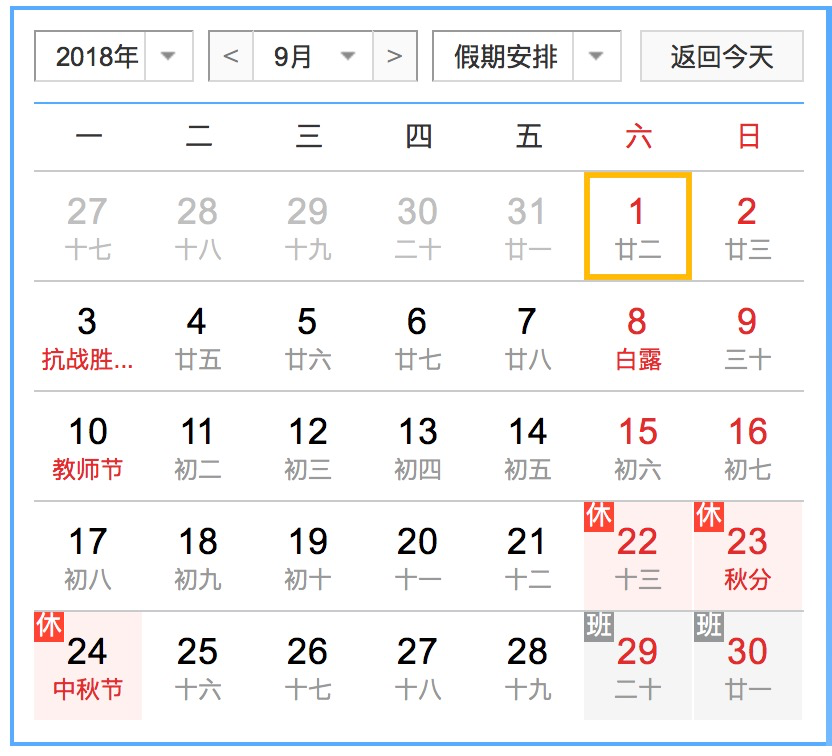 2018年 < 9月 > 假期安排 返回今天
一 二 三 四 五 六 日
27 28 29 30 31 1 2
十七 十八 十九 二十 廿一 廿二 廿三
3 4 5 6 7 8 9
抗战胜... 廿五 廿六 廿七 廿八 白露 三十
10 11 12 13 14 15 16
教师节 初二 初三 初四 初五 初六 初七
休 休
17 18 19 20 21 22 23
初八 初九 初十 十一 十二 十三 秋分
休 班 班
24 25 26 27 28 29 30
中秋节 十六 十七 十八 十九 二十 廿一